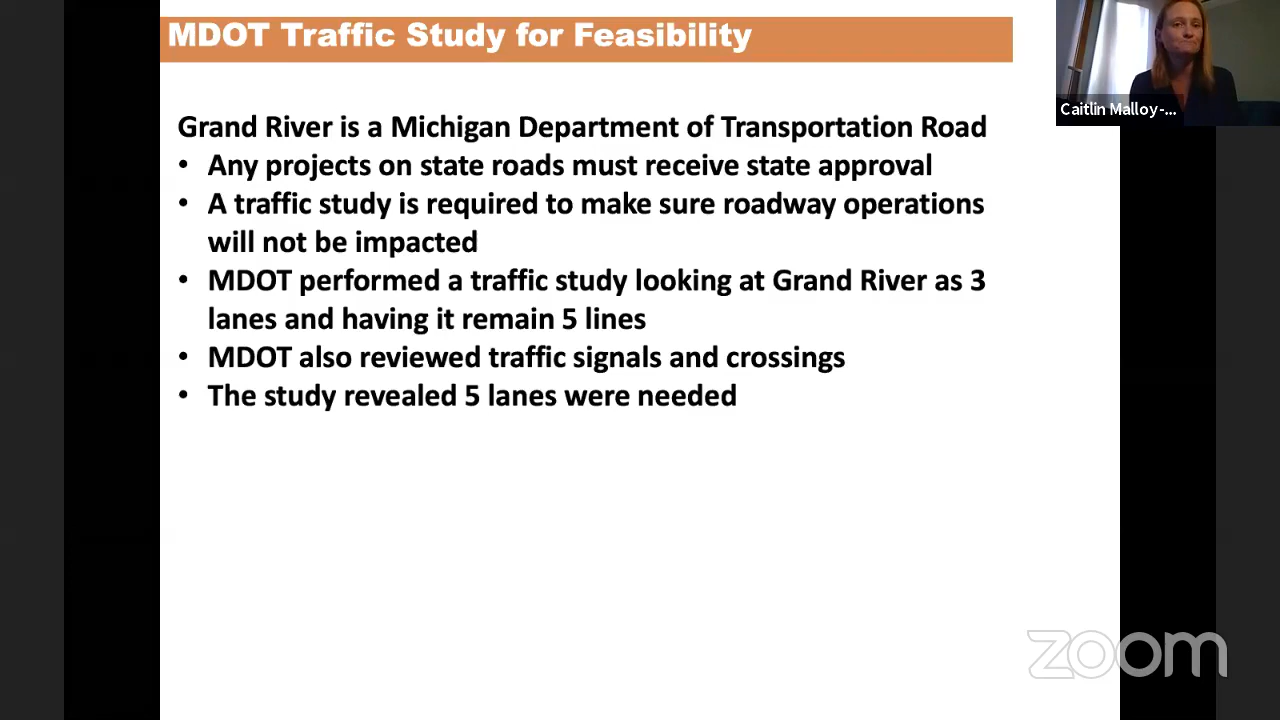 MDOT Traffic Study for Feasibility
Caitlin Malloy-...
Grand River is a Michigan Department of Transportation Road
• Any projects on state roads must receive state approval
• A traffic study is required to make sure roadway operations
will not be impacted
• MDOT performed a traffic study looking at Grand River as 3
lanes and having it remain 5 lines
• MDOT also reviewed traffic signals and crossings
• The study revealed 5 lanes were needed
zoom